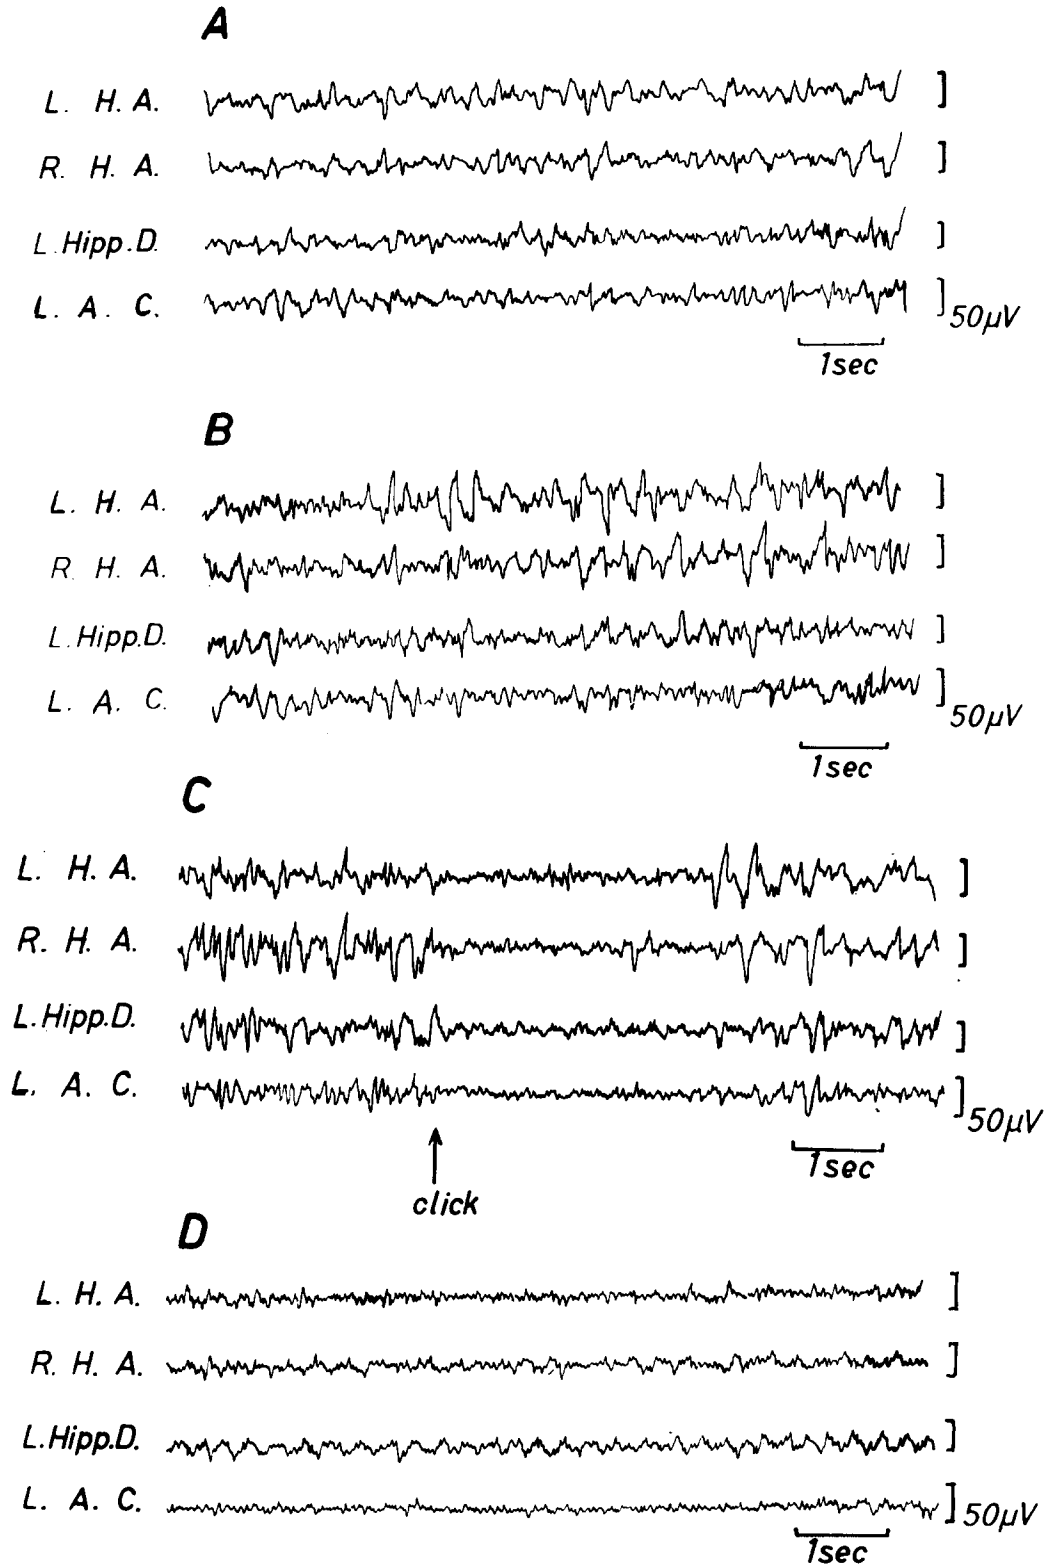 A
L. H. A.
R. H. A.
L. Hipp. D.
L. A. C.
50μV
1sec
B
L. H. A.
R. H. A.
L. Hipp. D.
L. A. C.
50μV
1sec
C
L. H. A.
R. H. A.
L. Hipp. D.
L. A. C.
50μV
1sec
click
D
L. H. A.
R. H. A.
L. Hipp. D.
L. A. C.
50μV
1sec